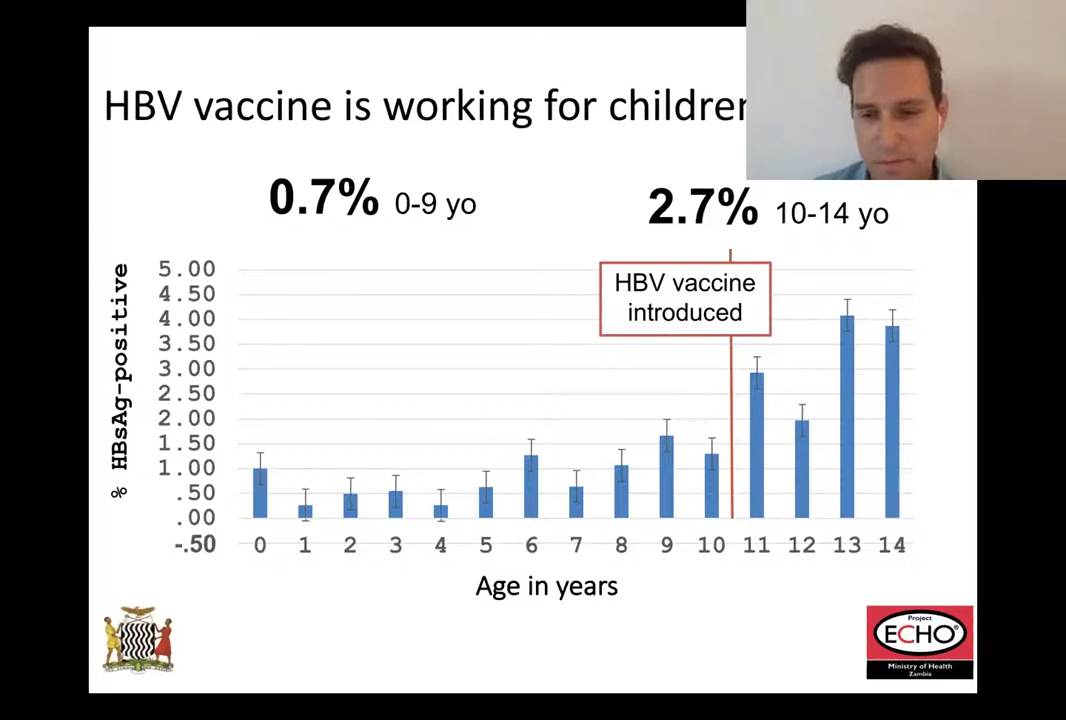 HBV vaccine is working for children
0.7% 0-9 yo
2.7% 10-14 yo
% HBsAg-positive
5.00
4.50
4.00
3.50
3.00
2.50
2.00
1.50
1.00
.50
.00
-.50
HBV vaccine
introduced
0 1 2 3 4 5 6 7 8 9 10 11 12 13 14
Age in years
Project
ECHO®
Ministry of Health
Zambia